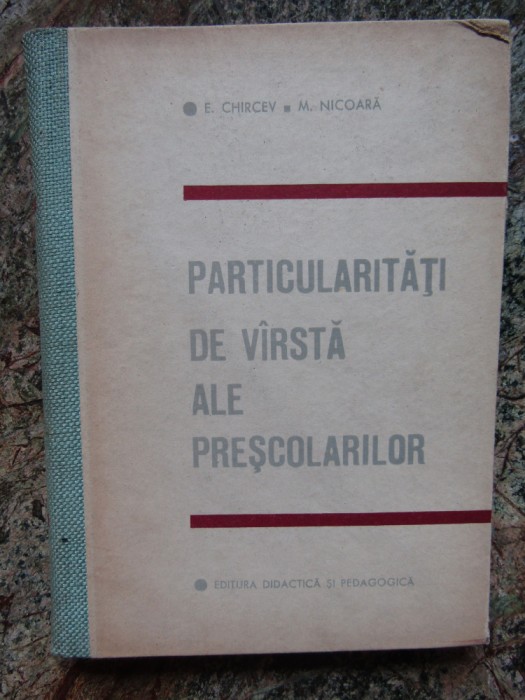 E. CHIRCEV ■ M. NICOARĂ
PARTICULARITĂŢI
DE VÎRSTĂ
ALE
PREŞCOLARILOR
EDITURA DIDACTICĂ ŞI PEDAGOGICĂ